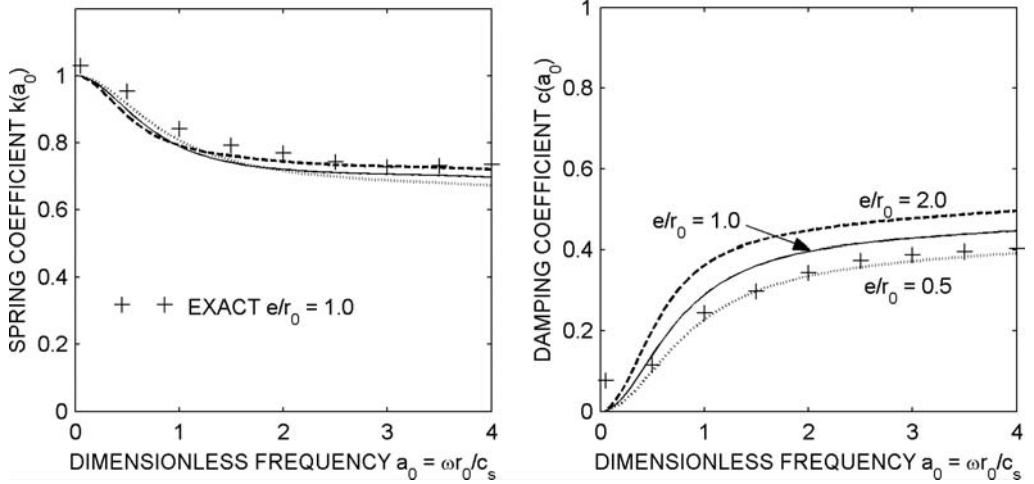 SPRING COEFFICIENT k(a₀)
1
0.8
0.6
0.4
0.2
0
+ + EXACT e/r₀ = 1.0
0 1 2 3 4
DIMENSIONLESS FREQUENCY a₀ = ωr₀/cₛ
DAMPING COEFFICIENT c(a₀)
1
0.8
0.6
0.4
0.2
0
e/r₀ = 2.0
e/r₀ = 1.0
e/r₀ = 0.5
0 1 2 3 4
DIMENSIONLESS FREQUENCY a₀ = ωr₀/cₛ